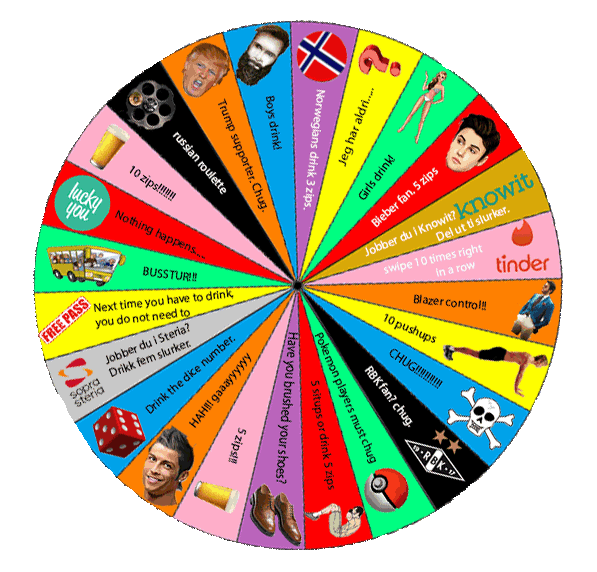 Norwegians drink 3 zips.
Jeg har aldri....
Girls drink!
Bieber fan. 5 zips
Jobber du i Knowit?
Del ut ti slurker.
knowit
swipe 10 times right
in a row
tinder
Blazer control!!
10 pushups
CHUG!!!!!!!!!!
RBK fan? chug.
19 RBK 17
Pokemon players must chug
5 situps or drink 5 zips
Have you brushed your shoes?
5 zips!!
HAH!!! gaaayyyyyy
Drink the dice number.
Jobber du i Steria?
Drikk fem slurker.
sopra
steria
Next time you have to drink,
you do not need to
FREE PASS
BUSSTUR!!!
Nothing happens....
lucky
you
10 zips!!!!!!!
russian roulette
Trump supporter. Chug.
Boys drink!